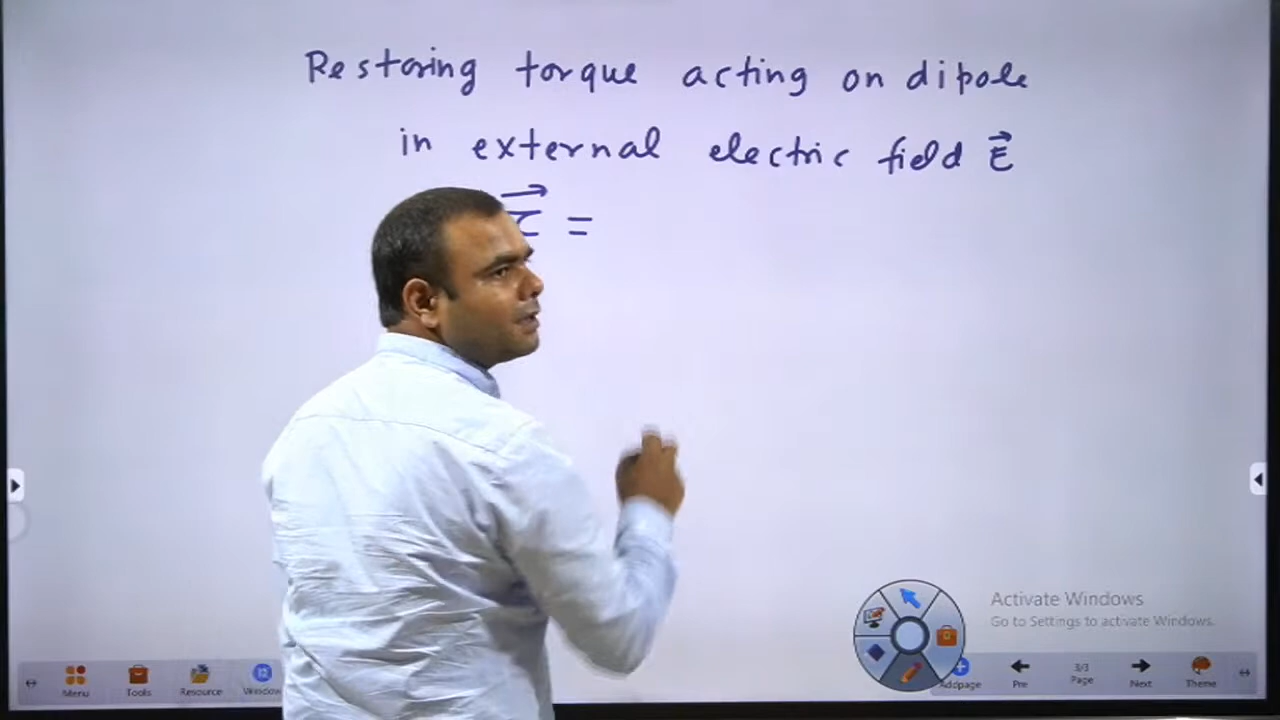 Restoring torque acting on dipole
in external electric field E⃗
τ⃗ =
Activate Windows
Go to Settings to activate Windows.
Menu
Tools
Resource
Window
Addpage
Pre
3/3
Page
Next
Theme